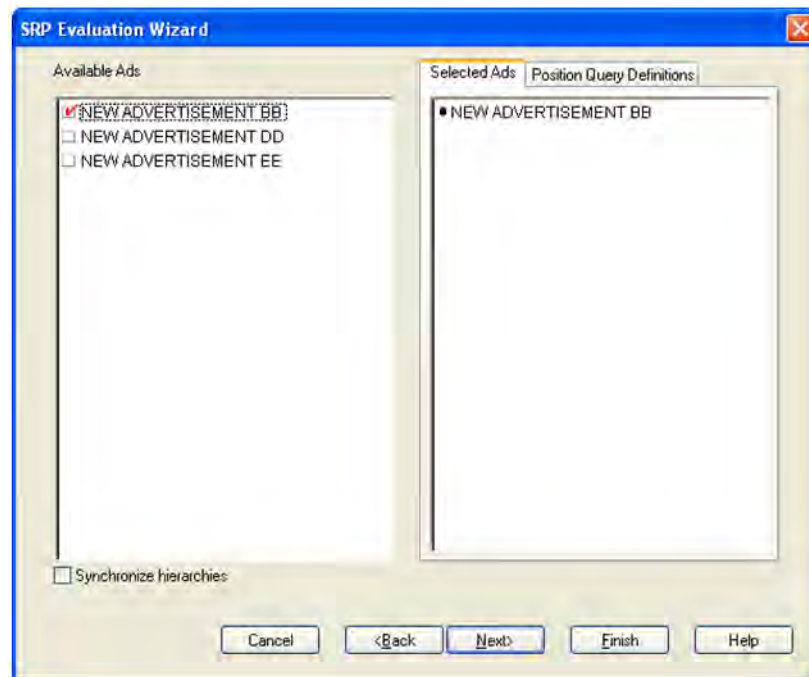 SRP Evaluation Wizard
Available Ads
NEW ADVERTISEMENT BB
NEW ADVERTISEMENT DD
NEW ADVERTISEMENT EE
Synchronize hierarchies
Selected Ads
Position Query Definitions
NEW ADVERTISEMENT BB
Cancel
<Back
Next>
Finish
Help